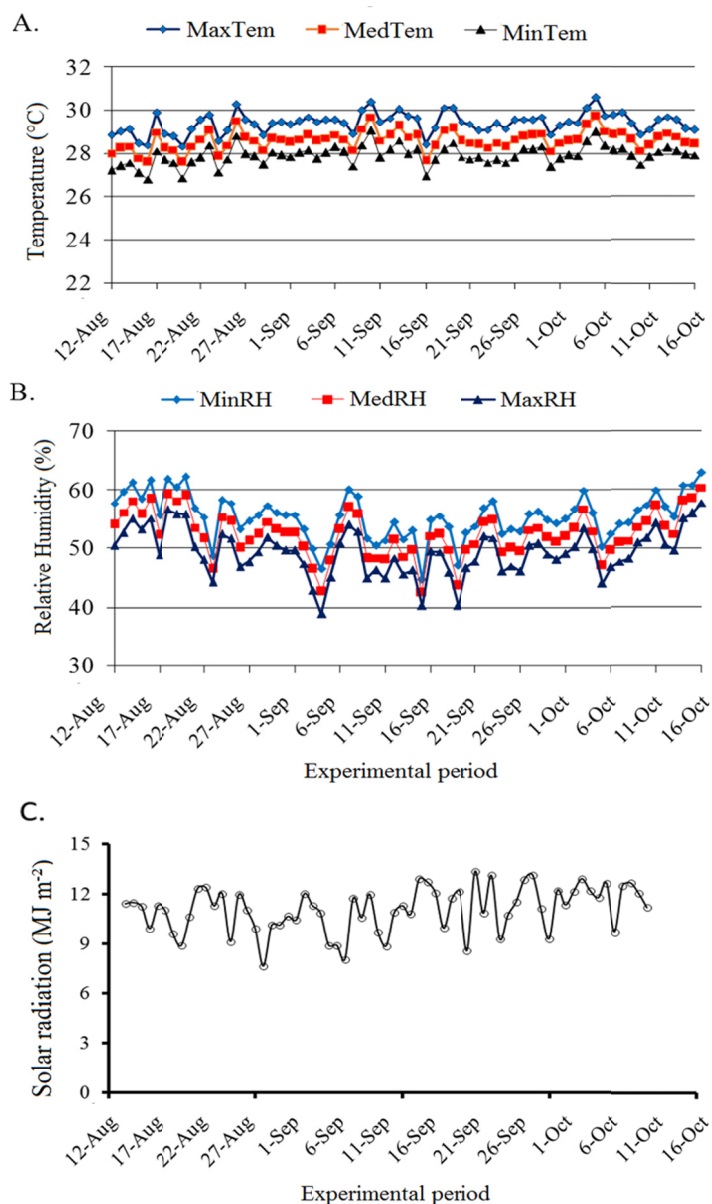 A.
MaxTem MedTem MinTem
32
30
28
26
24
22
Temperature (°C)
12-Aug 17-Aug 22-Aug 27-Aug 1-Sep 6-Sep 11-Sep 16-Sep 21-Sep 26-Sep 1-Oct 6-Oct 11-Oct 16-Oct
B.
MinRH MedRH MaxRH
70
60
50
40
30
Relative Humidity (%)
12-Aug 17-Aug 22-Aug 27-Aug 1-Sep 6-Sep 11-Sep 16-Sep 21-Sep 26-Sep 1-Oct 6-Oct 11-Oct 16-Oct
Experimental period
C.
15
12
9
6
3
0
Solar radiation (MJ m⁻²)
12-Aug 17-Aug 22-Aug 27-Aug 1-Sep 6-Sep 11-Sep 16-Sep 21-Sep 26-Sep 1-Oct 6-Oct 11-Oct 16-Oct
Experimental period